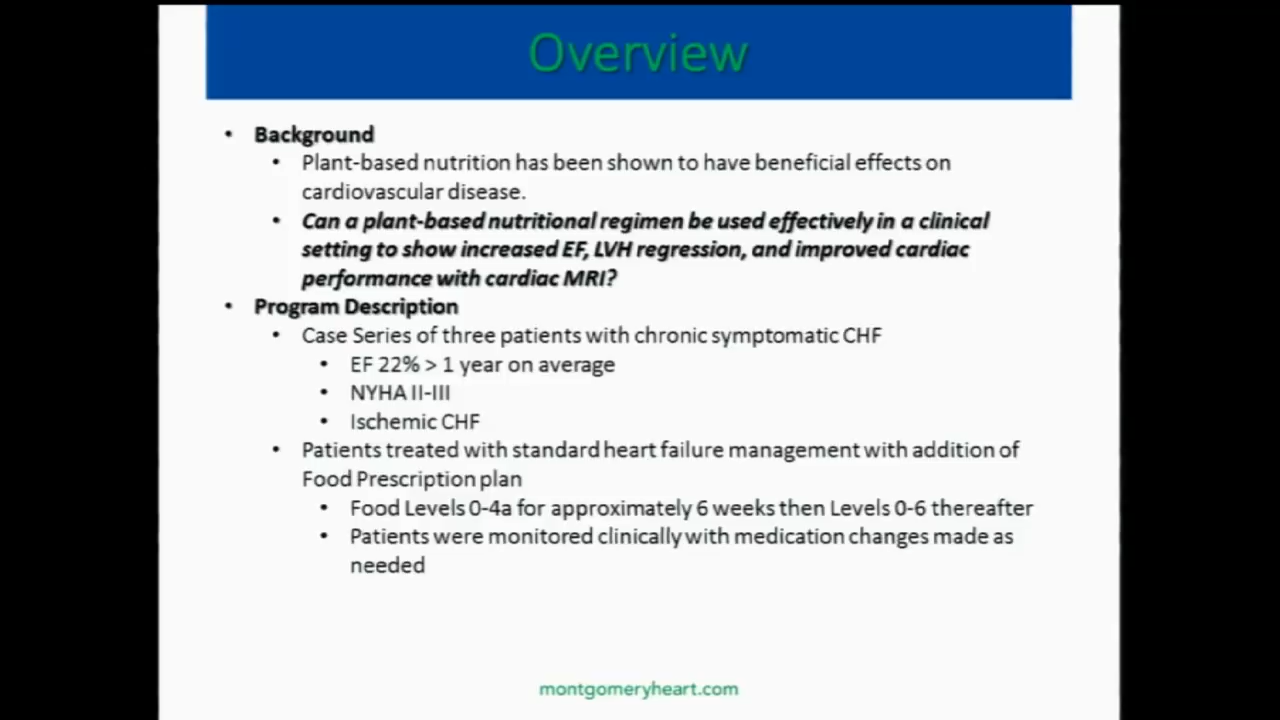 Overview
• Background
• Plant-based nutrition has been shown to have beneficial effects on
cardiovascular disease.
• Can a plant-based nutritional regimen be used effectively in a clinical
setting to show increased EF, LVH regression, and improved cardiac
performance with cardiac MRI?
• Program Description
• Case Series of three patients with chronic symptomatic CHF
• EF 22% > 1 year on average
• NYHA II-III
• Ischemic CHF
• Patients treated with standard heart failure management with addition of
Food Prescription plan
• Food Levels 0-4a for approximately 6 weeks then Levels 0-6 thereafter
• Patients were monitored clinically with medication changes made as
needed
montgomeryheart.com